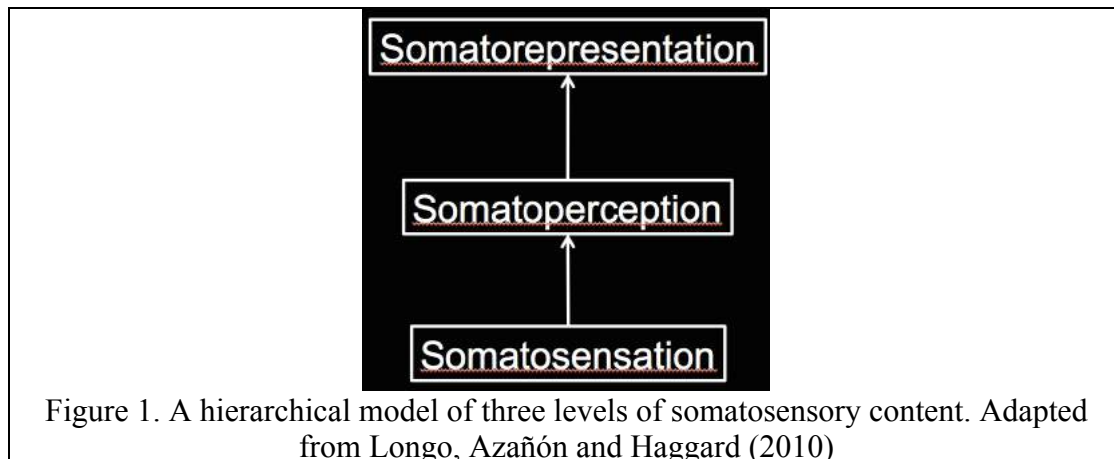 Somatorepresentation
Somatoperception
Somatosensation
Figure 1. A hierarchical model of three levels of somatosensory content. Adapted
from Longo, Azañón and Haggard (2010)